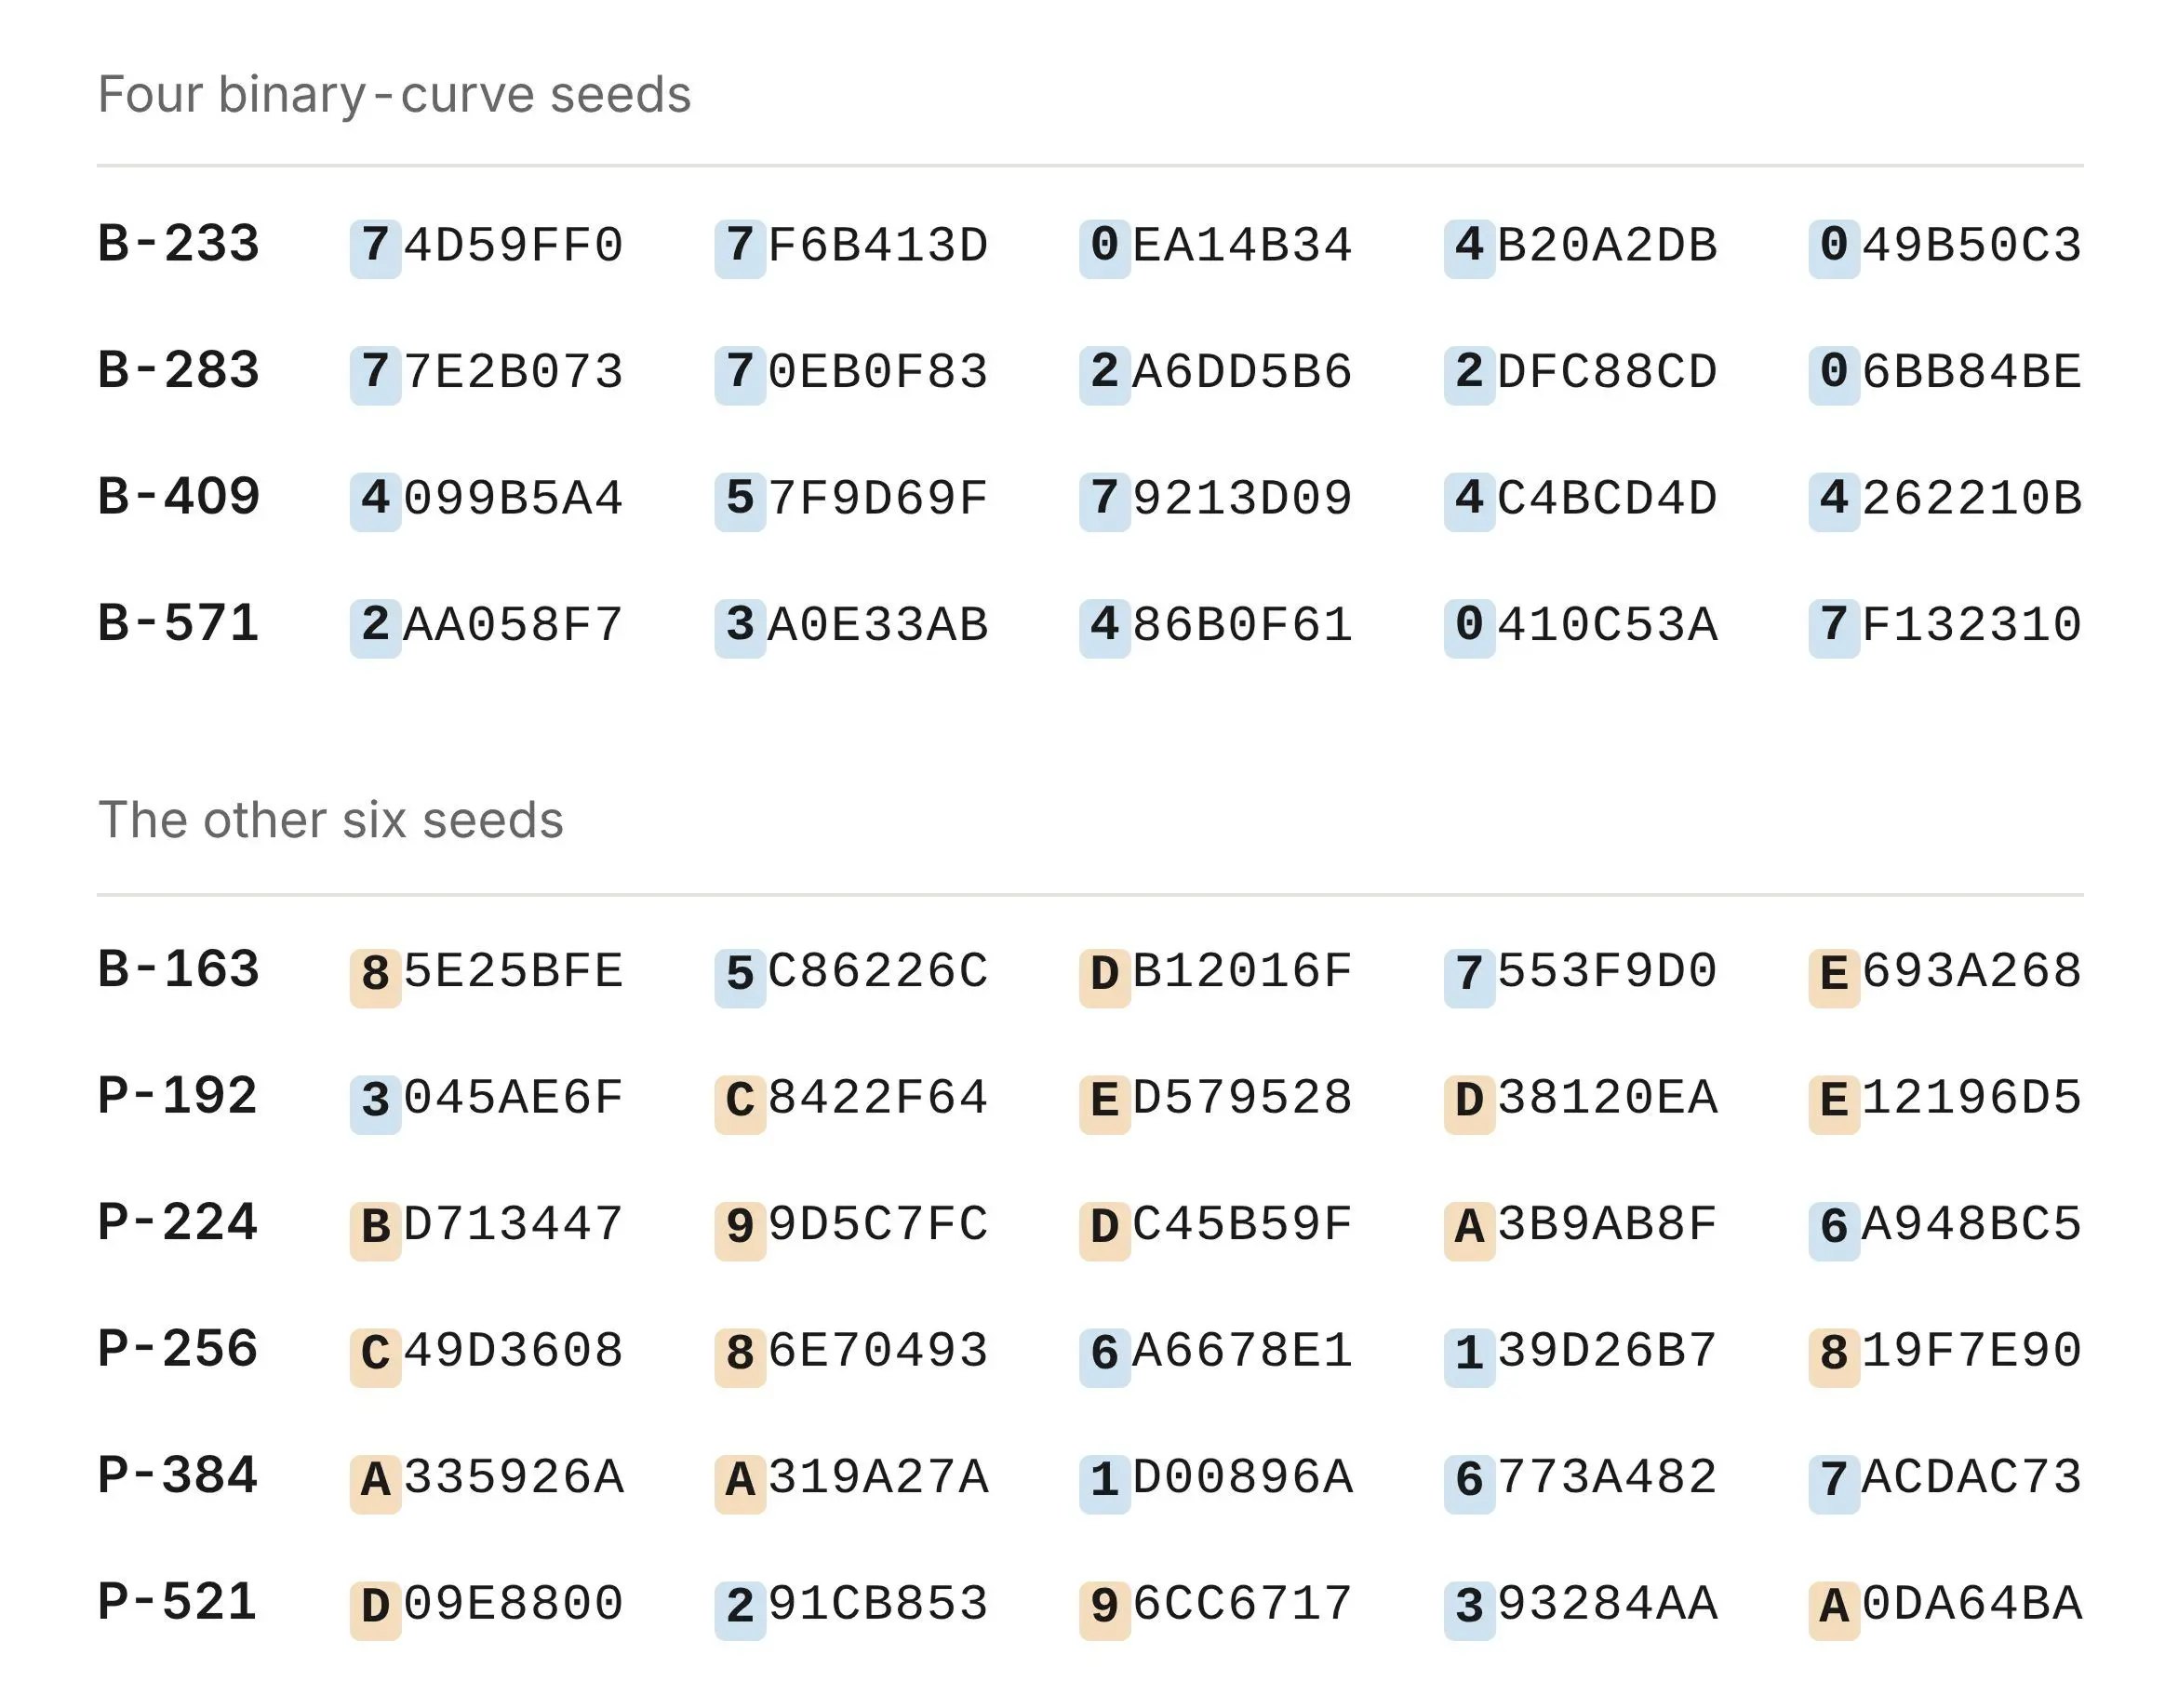 Four binary-curve seeds
B-233 74D59FF0 7F6B413D 0EA14B34 4B20A2DB 049B50C3
B-283 77E2B073 70EB0F83 2A6DD5B6 2DFC88CD 06BB84BE
B-409 4099B5A4 57F9D69F 79213D09 4C4BCD4D 4262210B
B-571 2AA058F7 3A0E33AB 486B0F61 0410C53A 7F132310
The other six seeds
B-163 85E25BFE 5C86226C DB12016F 7553F9D0 E693A268
P-192 3045AE6F C8422F64 ED579528 D38120EA E12196D5
P-224 BD713447 99D5C7FC DC45B59F A3B9AB8F 6A948BC5
P-256 C49D3608 86E70493 6A6678E1 139D26B7 819F7E90
P-384 A335926A A319A27A 1D00896A 6773A482 7ACDAC73
P-521 D09E8800 291CB853 96CC6717 393284AA A0DA64BA